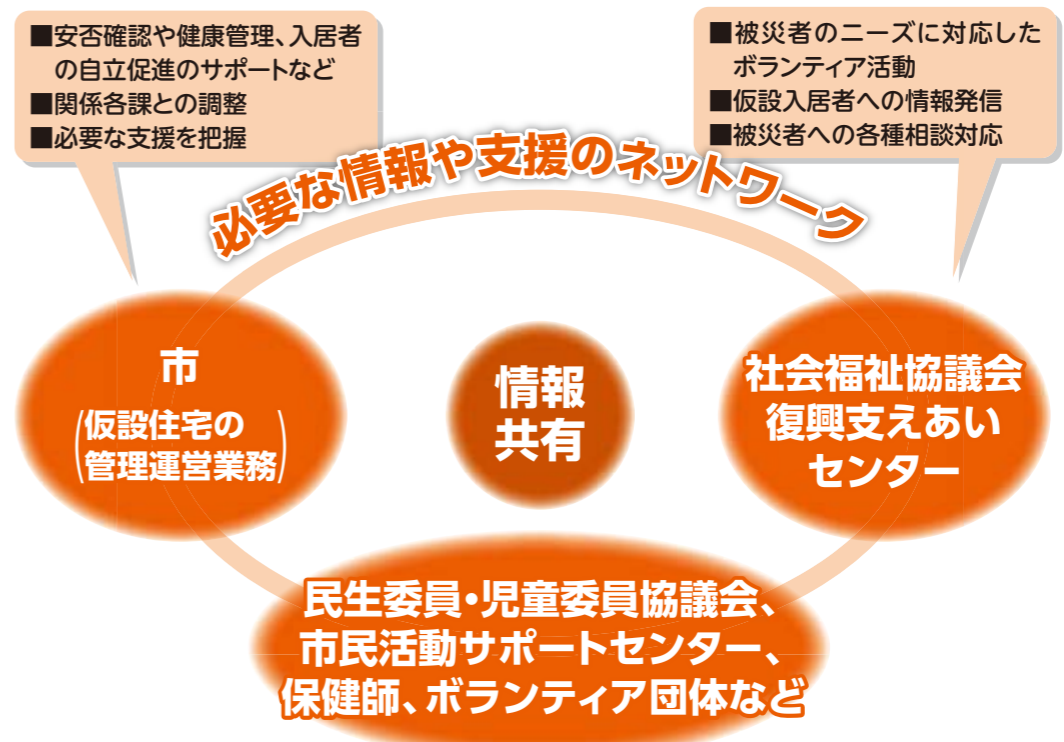 ■安否確認や健康管理、入居者
の自立促進のサポートなど
■関係各課との調整
■必要な支援を把握
■被災者のニーズに対応した
ボランティア活動
■仮設入居者への情報発信
■被災者への各種相談対応
必要な情報や支援のネットワーク
市
(仮設住宅の
管理運営業務)
情報
共有
社会福祉協議会
復興支えあい
センター
民生委員・児童委員協議会、
市民活動サポートセンター、
保健師、ボランティア団体など